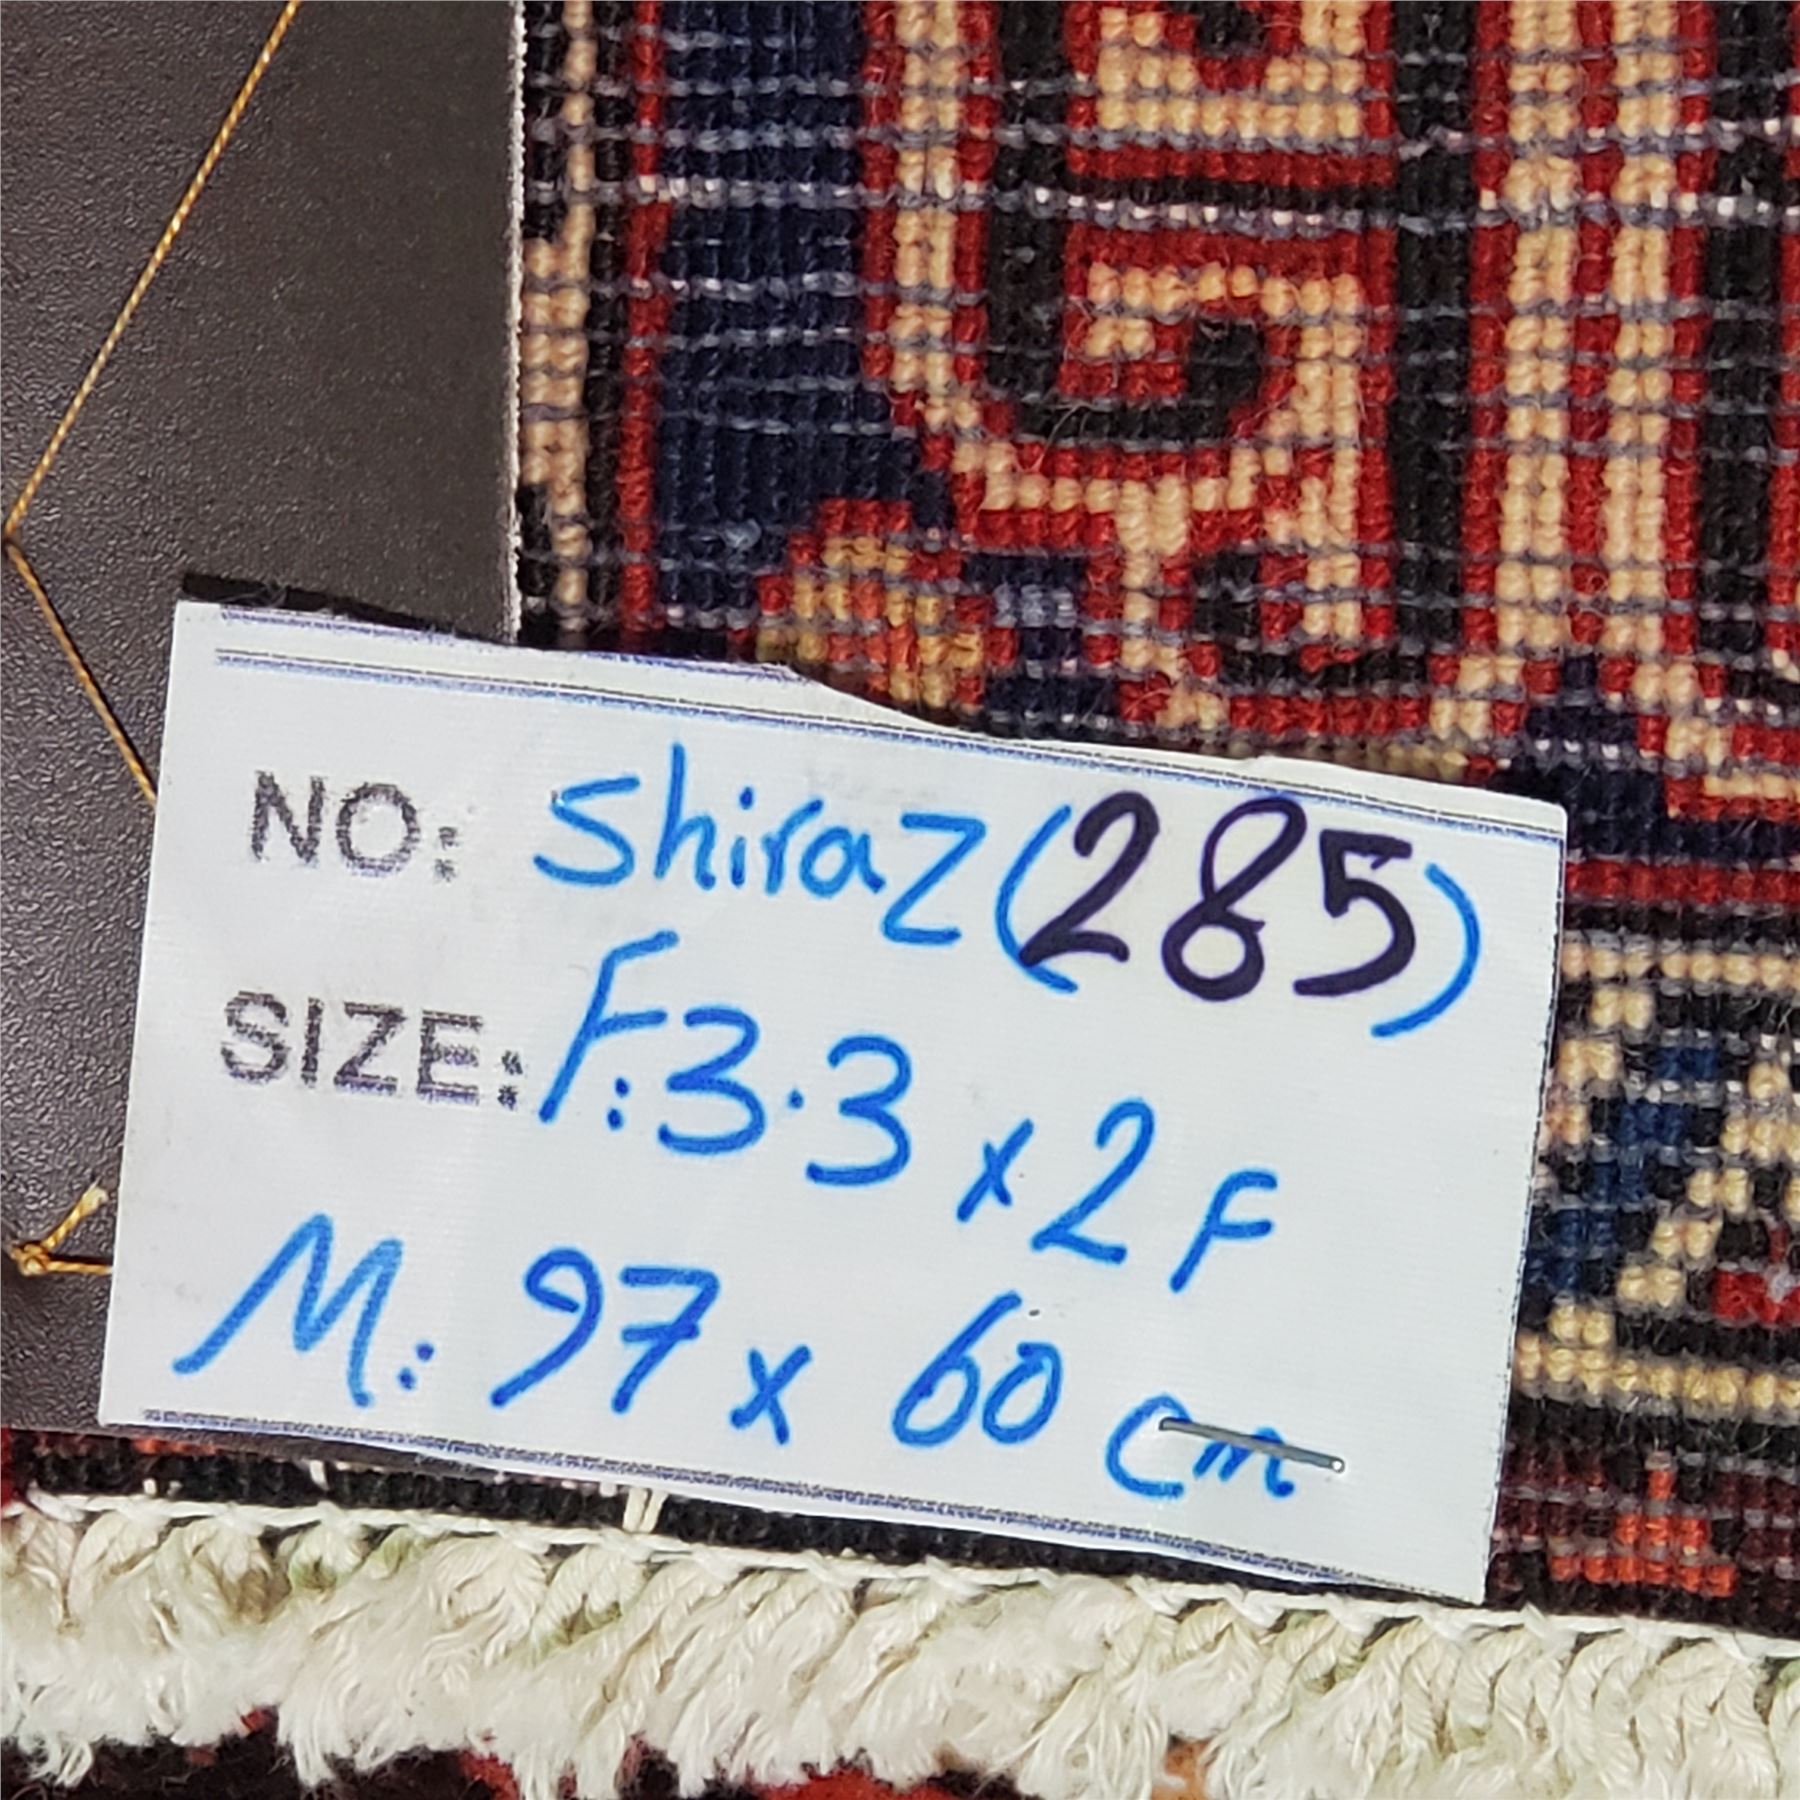 NO: Shiraz (285)
SIZE: F: 3.3 x 2 F
M: 97 x 60 cm